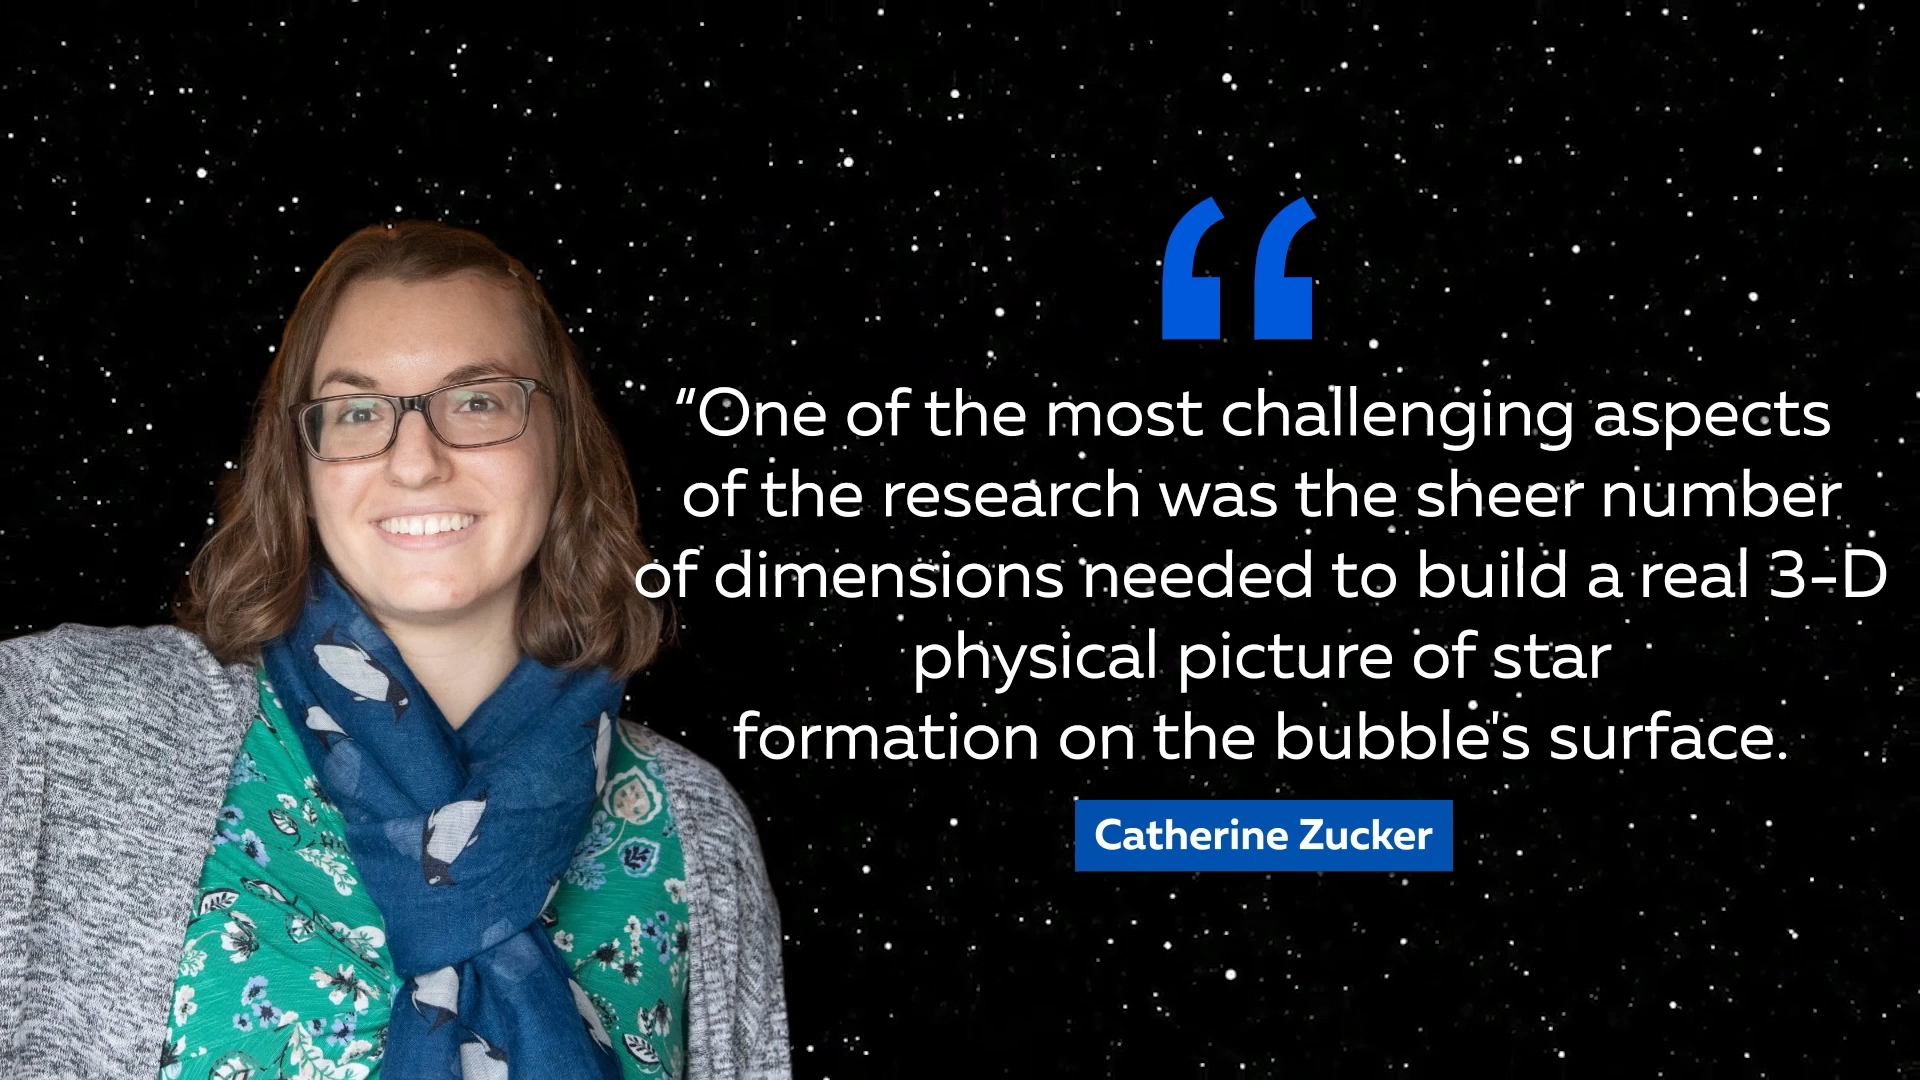 “One of the most challenging aspects
of the research was the sheer number
of dimensions needed to build a real 3-D
physical picture of star
formation on the bubble's surface.
Catherine Zucker